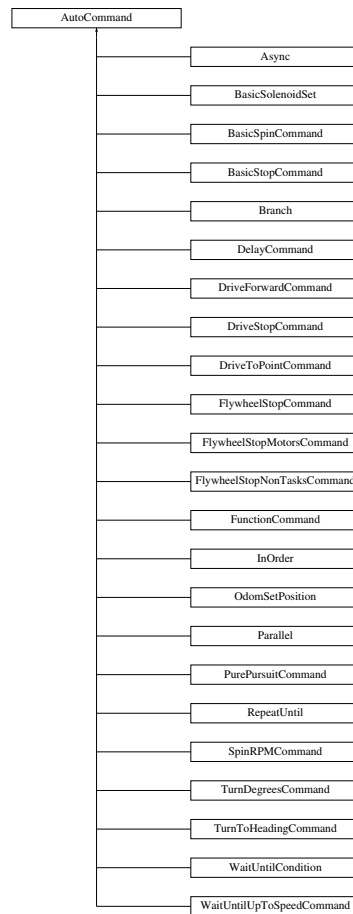 AutoCommand
Async
BasicSolenoidSet
BasicSpinCommand
BasicStopCommand
Branch
DelayCommand
DriveForwardCommand
DriveStopCommand
DriveToPointCommand
FlywheelStopCommand
FlywheelStopMotorsCommand
FlywheelStopNonTasksCommand
FunctionCommand
InOrder
OdomSetPosition
Parallel
PurePursuitCommand
RepeatUntil
SpinRPMCommand
TurnDegreesCommand
TurnToHeadingCommand
WaitUntilCondition
WaitUntilUpToSpeedCommand